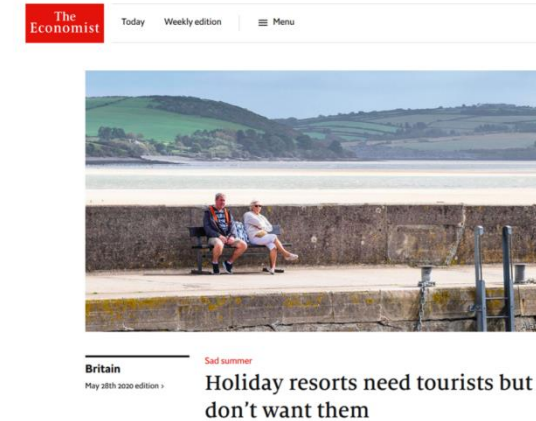 The
Economist
Today Weekly edition Menu
Britain
May 28th 2020 edition ›
Sad summer
Holiday resorts need tourists but
don't want them